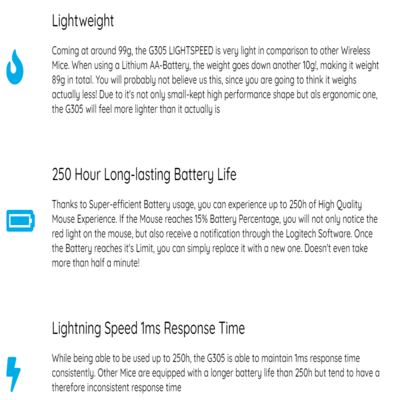 Lightweight
Coming at around 99g, the G305 LIGHTSPEED is very light in comparison to other Wireless
Mice. When using a Lithium AA-Battery, the weight goes down another 10g!, making it weight
89g in total. You will probably not believe us this, since you are going to think it weighs
actually less! Due to it's not only small-kept high performance shape but als ergonomic one,
the G305 will feel more lighter than it actually is
250 Hour Long-lasting Battery Life
Thanks to Super-efficient Battery usage, you can experience up to 250h of High Quality
Mouse Experience. If the Mouse reaches 15% Battery Percentage, you will not only notice the
red light on the mouse, but also receive a notification through the Logitech Software. Once
the Battery reaches it's Limit, you can simply replace it with a new one. Doesn't even take
more than half a minute!
Lightning Speed 1ms Response Time
While being able to be used up to 250h, the G305 is able to maintain 1ms response time
consistently. Other Mice are equipped with a longer battery life than 250h but tend to have a
therefore inconsistent response time